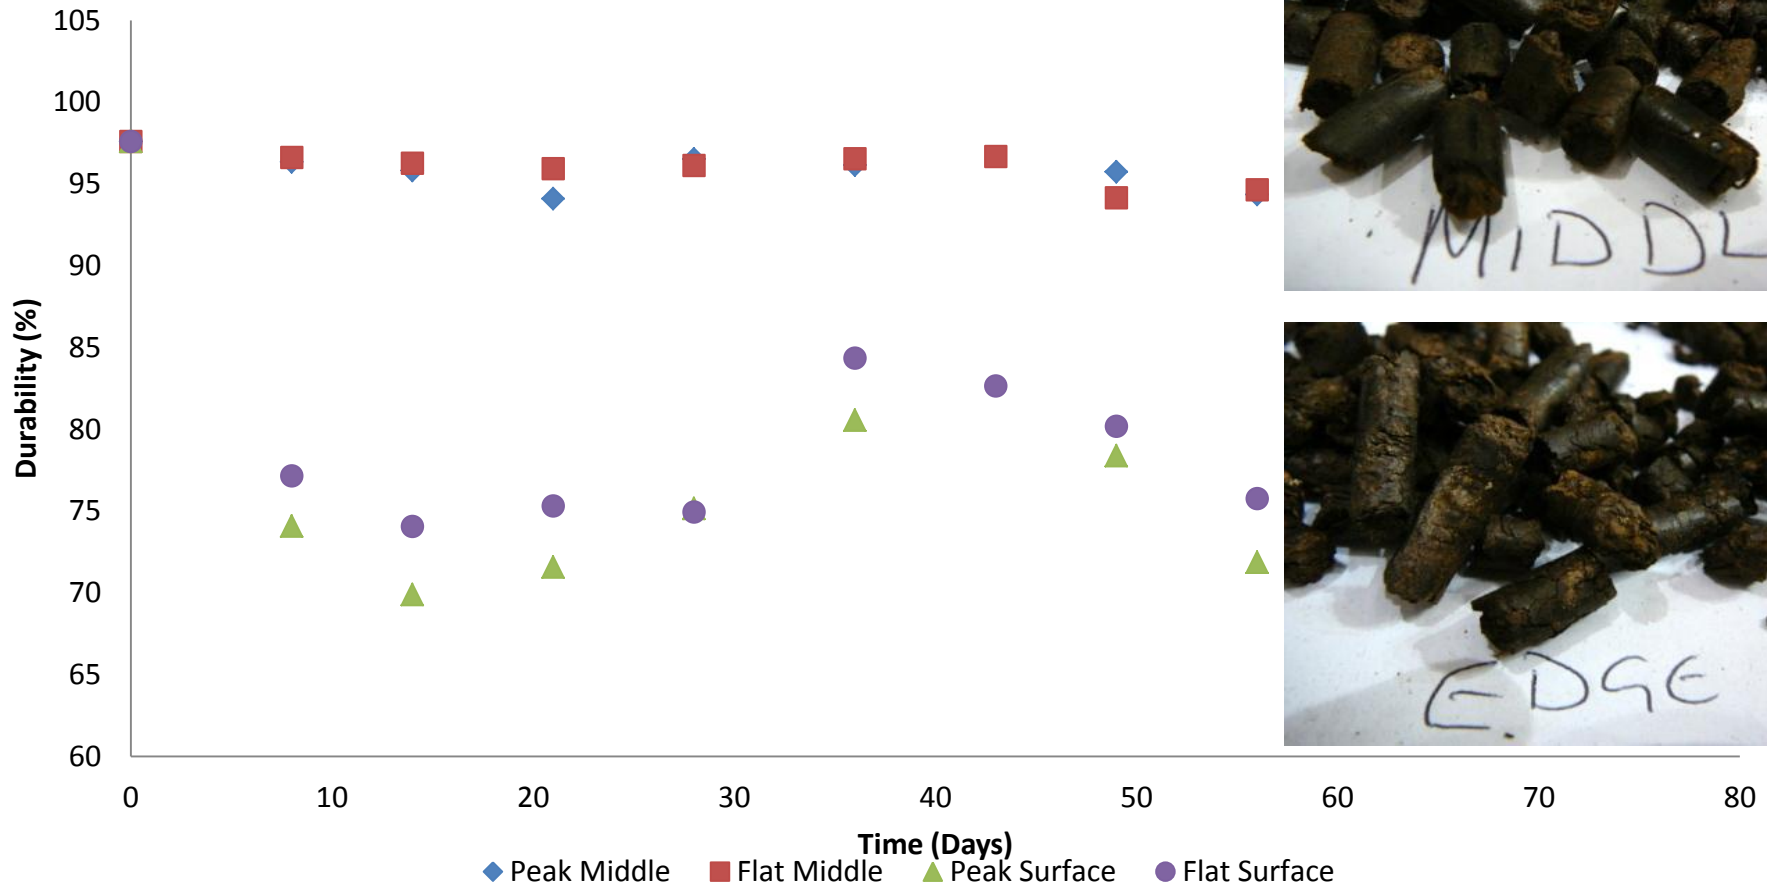 105
100
95
90
85
80
75
70
65
60
Durability (%)
0 10 20 30 40 50 60 70 80
Time (Days)
Peak Middle Flat Middle Peak Surface Flat Surface
MIDDL
EDGE